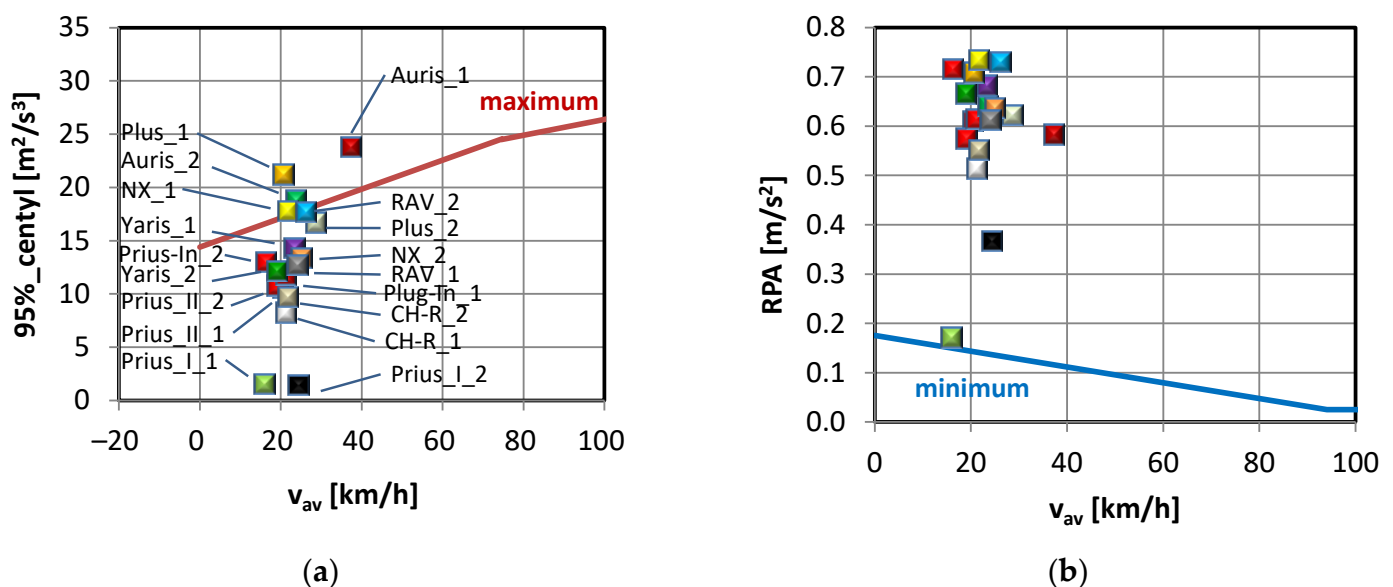 35
30
25
20
15
10
5
0
95%_centyl [m²/s³]
Auris_1
maximum
Plus_1
Auris_2
NX_1
RAV_2
Plus_2
Yaris_1
Prius-In_2
NX_2
Yaris_2
RAV_1
Prius_II_2
Plug-In_1
CH-R_2
Prius_II_1
CH-R_1
Prius_I_1
Prius_I_2
–20 0 20 40 60 80 100
v_av [km/h]
(a)
0.8
0.7
0.6
0.5
0.4
0.3
0.2
0.1
0.0
RPA [m/s²]
minimum
0 20 40 60 80 100
v_av [km/h]
(b)